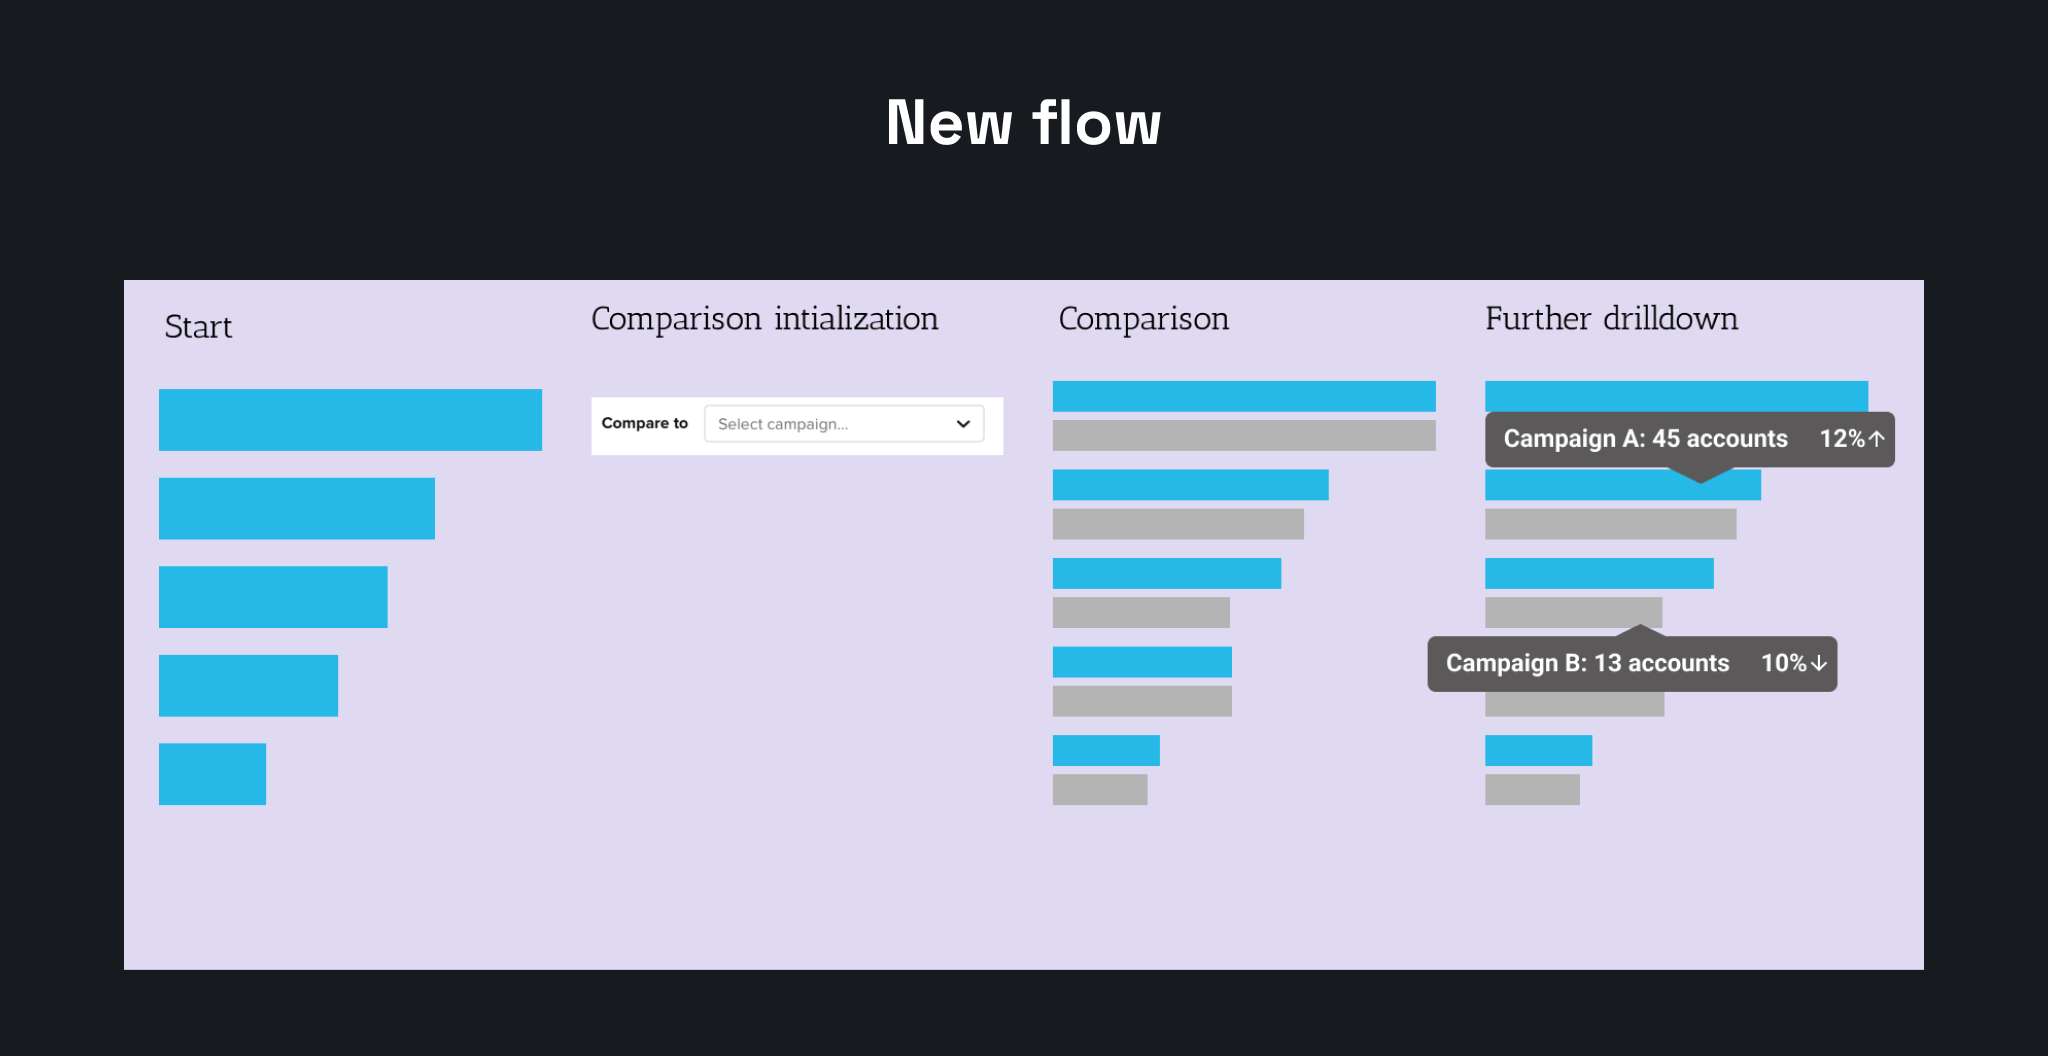 New flow
Start
Comparison intialization
Compare to
Select campaign...
Comparison
Further drilldown
Campaign A: 45 accounts 12%↑
Campaign B: 13 accounts 10%↓